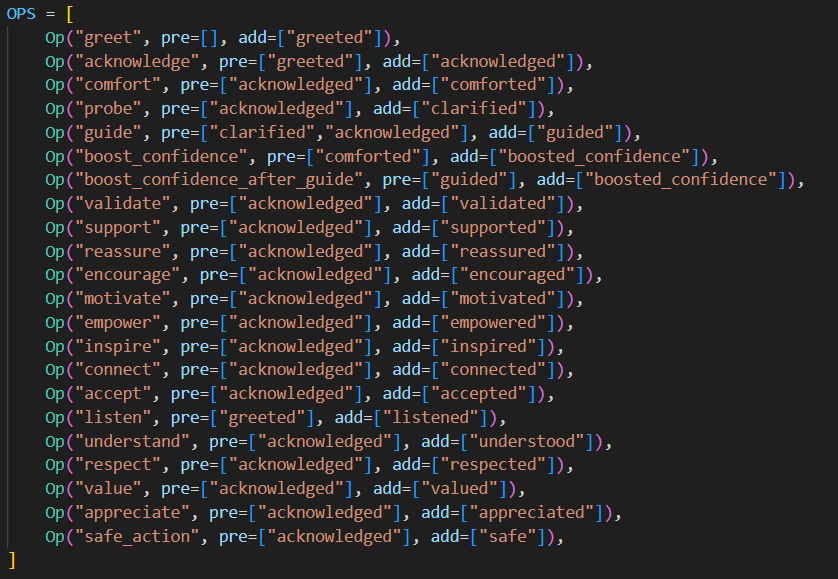 OPS = [
    Op("greet", pre=[], add=["greeted"]),
    Op("acknowledge", pre=["greeted"], add=["acknowledged"]),
    Op("comfort", pre=["acknowledged"], add=["comforted"]),
    Op("probe", pre=["acknowledged"], add=["clarified"]),
    Op("guide", pre=["clarified","acknowledged"], add=["guided"]),
    Op("boost_confidence", pre=["comforted"], add=["boosted_confidence"]),
    Op("boost_confidence_after_guide", pre=["guided"], add=["boosted_confidence"]),
    Op("validate", pre=["acknowledged"], add=["validated"]),
    Op("support", pre=["acknowledged"], add=["supported"]),
    Op("reassure", pre=["acknowledged"], add=["reassured"]),
    Op("encourage", pre=["acknowledged"], add=["encouraged"]),
    Op("motivate", pre=["acknowledged"], add=["motivated"]),
    Op("empower", pre=["acknowledged"], add=["empowered"]),
    Op("inspire", pre=["acknowledged"], add=["inspired"]),
    Op("connect", pre=["acknowledged"], add=["connected"]),
    Op("accept", pre=["acknowledged"], add=["accepted"]),
    Op("listen", pre=["greeted"], add=["listened"]),
    Op("understand", pre=["acknowledged"], add=["understood"]),
    Op("respect", pre=["acknowledged"], add=["respected"]),
    Op("value", pre=["acknowledged"], add=["valued"]),
    Op("appreciate", pre=["acknowledged"], add=["appreciated"]),
    Op("safe_action", pre=["acknowledged"], add=["safe"]),
]